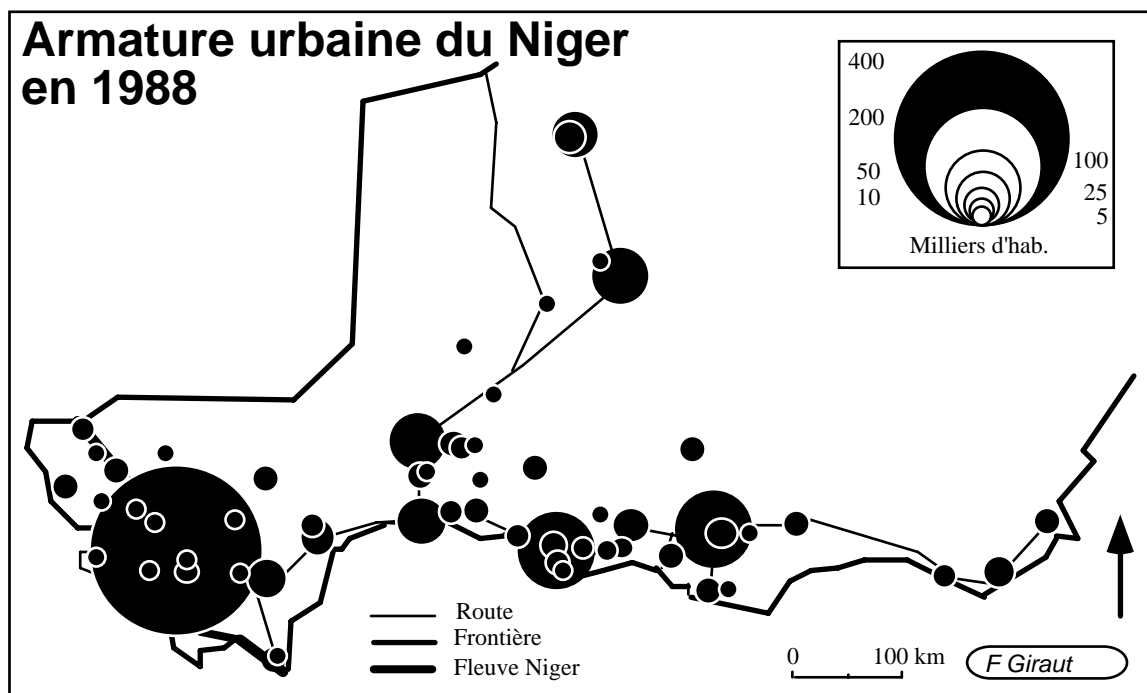 Armature urbaine du Niger
en 1988
400
200
50
10
100
25
5
Milliers d'hab.
Route
Frontière
Fleuve Niger
0 100 km
F Giraut